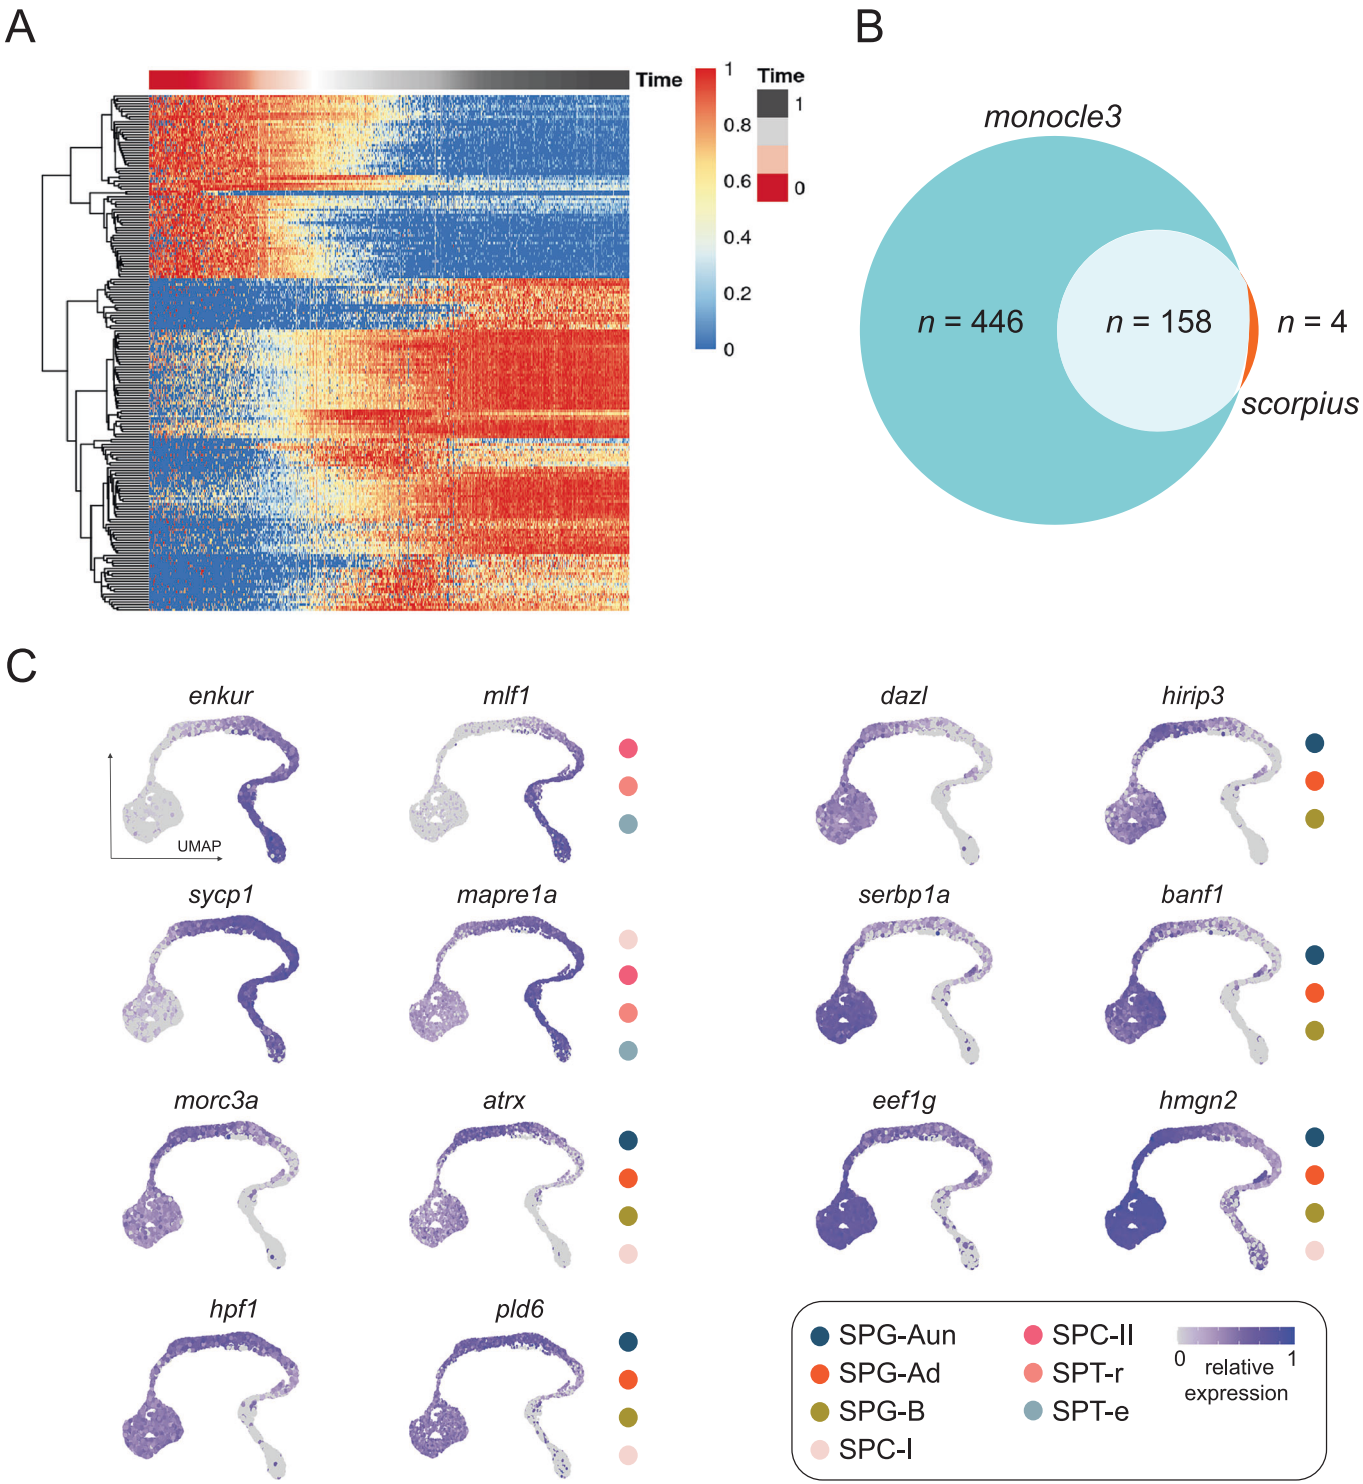 A
B
Time
1
0.8
0.6
0.4
0.2
0
Time
1
0
monocle3
n = 446
n = 158
n = 4
scorpius
C
enkur
mlf1
dazl
hirip3
UMAP
sycp1
mapre1a
serbp1a
banf1
morc3a
atrx
eef1g
hmgn2
hpf1
pld6
SPG-Aun
SPG-Ad
SPG-B
SPC-I
SPC-II
SPT-r
SPT-e
0
1
relative
expression